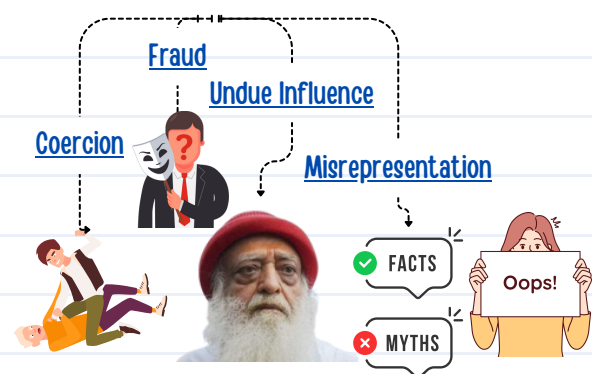 Fraud
Undue Influence
Coercion
Misrepresentation
?
FACTS
Oops!
MYTHS